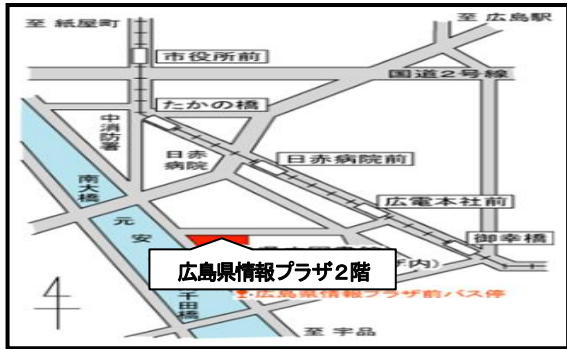 至 紙屋町
至 広島駅
市役所前
国道2号線
たかの橋
中消防署
日赤病院
日赤病院前
南大橋
広電本社前
元安
御幸橋
広島県情報プラザ2階
千田橋
広島県情報プラザ前バス停
至 宇品